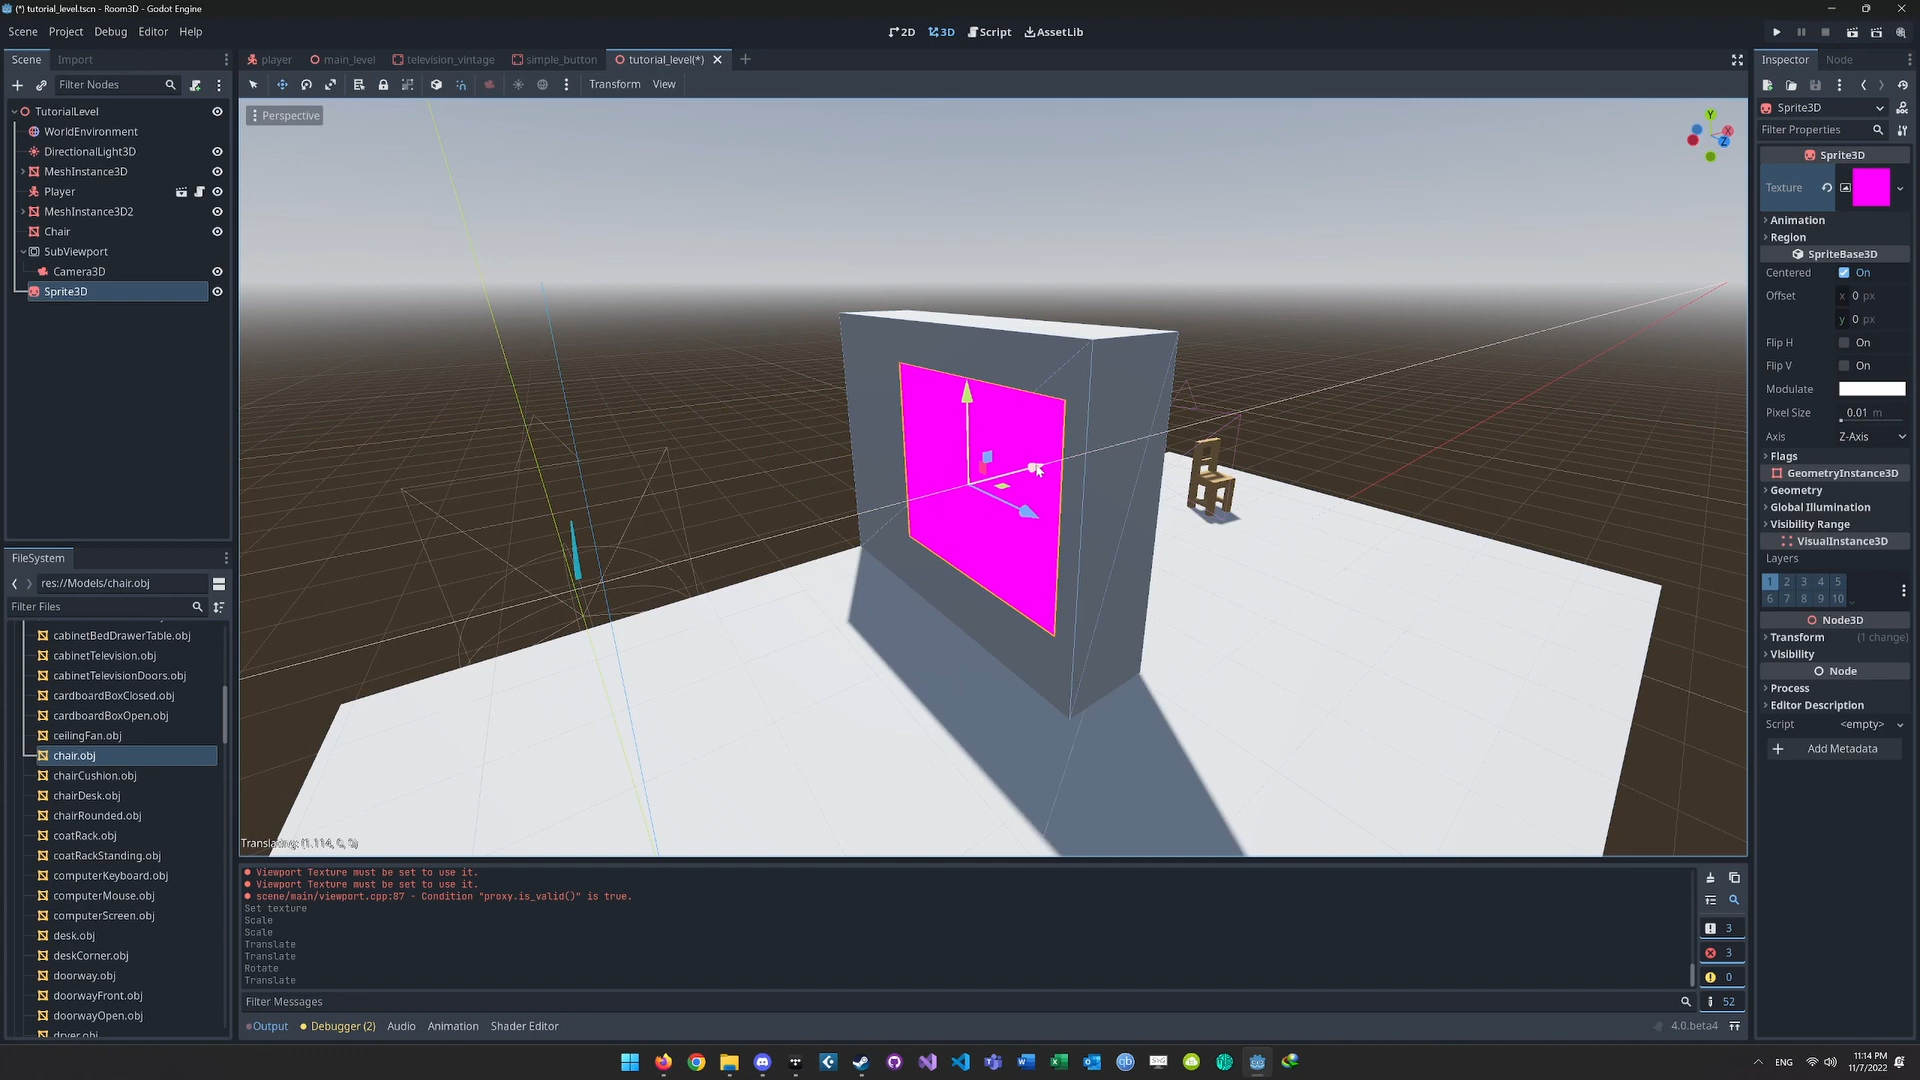 (*) tutorial_level.tscn - Room3D - Godot Engine
Scene Project Debug Editor Help
2D 3D Script AssetLib
Scene Import
player main_level television_vintage simple_button tutorial_level(*)
Inspector Node
Filter Nodes
Transform View
TutorialLevel
WorldEnvironment
DirectionalLight3D
MeshInstance3D
Player
MeshInstance3D2
Chair
SubViewport
Camera3D
Sprite3D
Perspective
Y
X
Z
Translating: (1.114, 0, 0)
FileSystem
res://Models/chair.obj
Filter Files
cabinetBedDrawerTable.obj
cabinetTelevision.obj
cabinetTelevisionDoors.obj
cardboardBoxClosed.obj
cardboardBoxOpen.obj
ceilingFan.obj
chair.obj
chairCushion.obj
chairDesk.obj
chairRounded.obj
coatRack.obj
coatRackStanding.obj
computerKeyboard.obj
computerMouse.obj
computerScreen.obj
desk.obj
deskCorner.obj
doorway.obj
doorwayFront.obj
doorwayOpen.obj
dryer.obj
Viewport Texture must be set to use it.
Viewport Texture must be set to use it.
scene/main/viewport.cpp:87 - Condition "proxy.is_valid()" is true.
Set texture
Scale
Scale
Translate
Translate
Rotate
Translate
Filter Messages
3
3
0
52
Output Debugger (2) Audio Animation Shader Editor
4.0.beta4
Sprite3D
Filter Properties
Sprite3D
Texture
Animation
Region
SpriteBase3D
Centered On
Offset x 0 px
y 0 px
Flip H On
Flip V On
Modulate
Pixel Size 0.01 m
Axis Z-Axis
Flags
GeometryInstance3D
Geometry
Global Illumination
Visibility Range
VisualInstance3D
Layers
1 2 3 4 5
6 7 8 9 10
Node3D
Transform (1 change)
Visibility
Node
Process
Editor Description
Script <empty>
Add Metadata
ENG
11:14 PM
11/7/2022